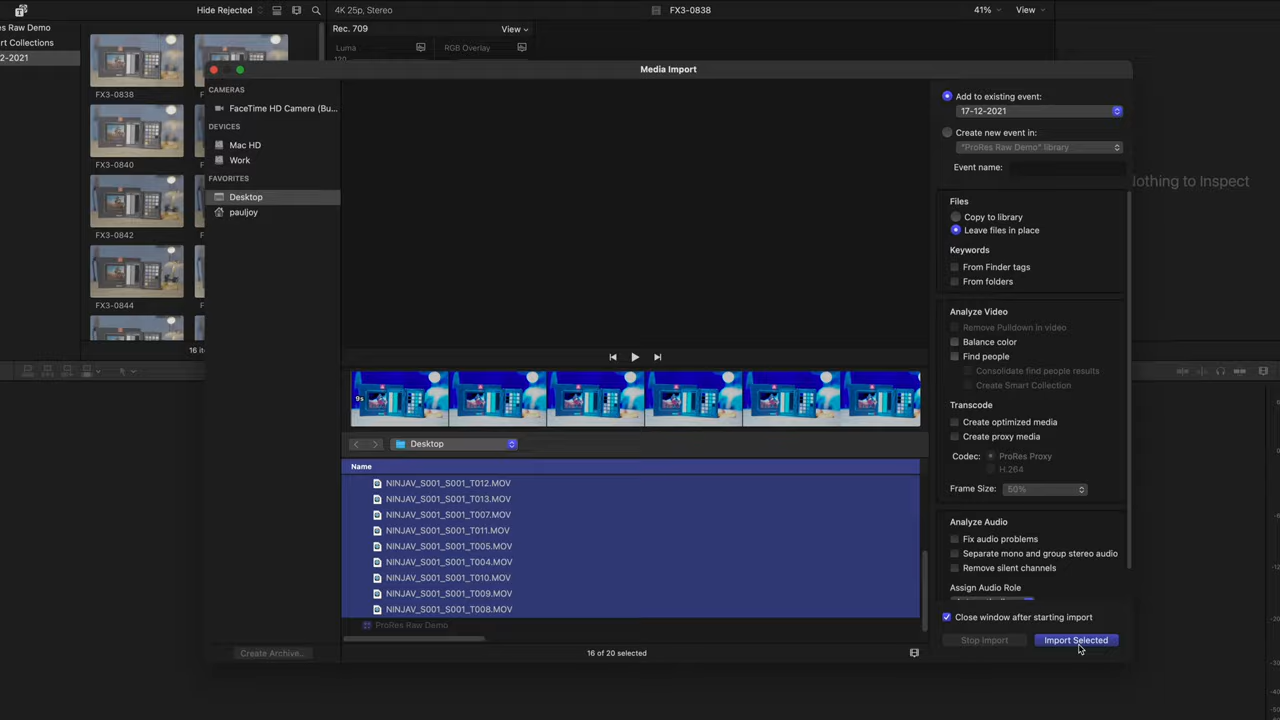 Hide Rejected
4K 25p, Stereo
FX3-0838
41%
View
Res Raw Demo
rt Collections
12-2021
Rec. 709
View
Luma
RGB Overlay
120
FX3-0838
FX3-0840
FX3-0842
FX3-0844
16 ite
Nothing to Inspect
Media Import
CAMERAS
FaceTime HD Camera (Bu...
DEVICES
Mac HD
Work
FAVORITES
Desktop
pauljoy
9s
Desktop
Name
NINJAV_S001_S001_T012.MOV
NINJAV_S001_S001_T013.MOV
NINJAV_S001_S001_T007.MOV
NINJAV_S001_S001_T011.MOV
NINJAV_S001_S001_T005.MOV
NINJAV_S001_S001_T004.MOV
NINJAV_S001_S001_T010.MOV
NINJAV_S001_S001_T009.MOV
NINJAV_S001_S001_T008.MOV
ProRes Raw Demo
Create Archive...
16 of 20 selected
Add to existing event:
17-12-2021
Create new event in:
"ProRes Raw Demo" library
Event name:
Files
Copy to library
Leave files in place
Keywords
From Finder tags
From folders
Analyze Video
Remove Pulldown in video
Balance color
Find people
Consolidate find people results
Create Smart Collection
Transcode
Create optimized media
Create proxy media
Codec:
ProRes Proxy
H.264
Frame Size:
50%
Analyze Audio
Fix audio problems
Separate mono and group stereo audio
Remove silent channels
Assign Audio Role
Close window after starting import
Stop Import
Import Selected